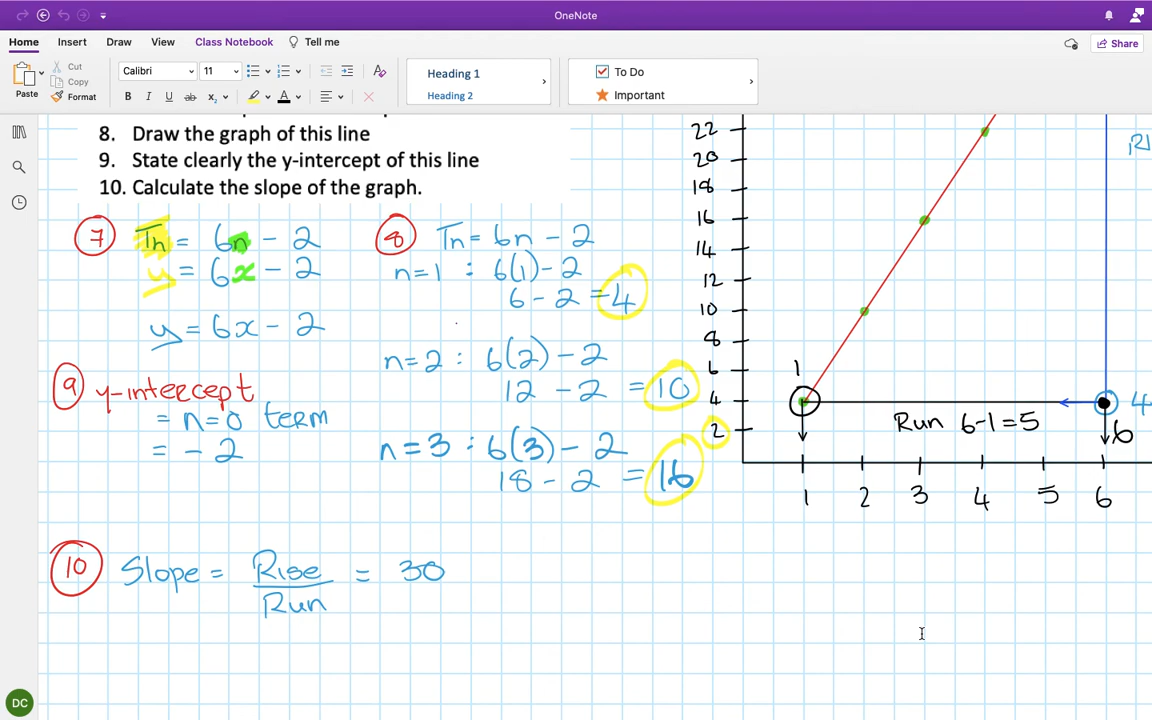 OneNote
Home Insert Draw View Class Notebook Tell me
Share
Paste
Cut
Copy
Format
Calibri 11
B I U ab x₂ A
Heading 1
Heading 2
To Do
Important
8. Draw the graph of this line
9. State clearly the y-intercept of this line
10. Calculate the slope of the graph.
7 Tn = 6n - 2
y = 6x - 2
y = 6x - 2
9 y-intercept
= n=0 term
= -2
8 Tn = 6n - 2
n=1 : 6(1) - 2
6 - 2 = 4
n=2 : 6(2) - 2
12 - 2 = 10
n=3 : 6(3) - 2
18 - 2 = 16
10 Slope = Rise = 30
Run
22
20
18
16
14
12
10
8
6
4
2
1
Run 6-1=5
4
6
1 2 3 4 5 6
DC